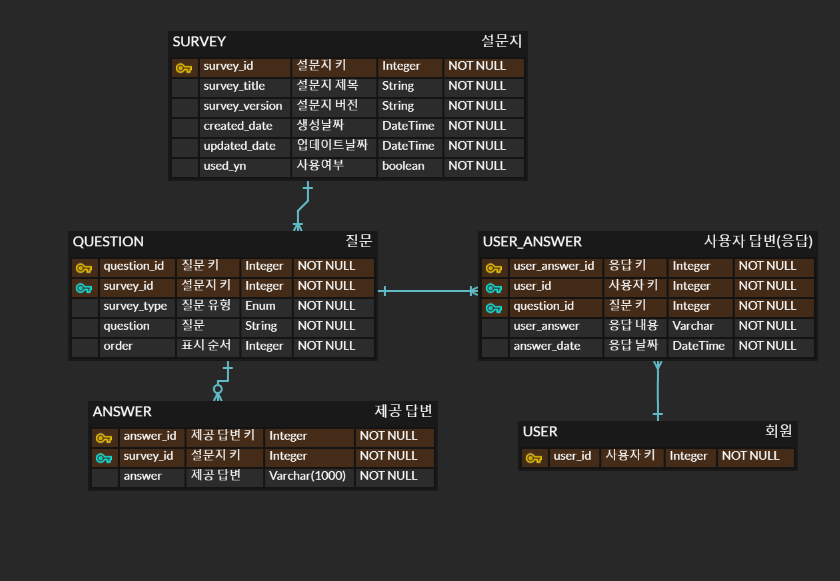 SURVEY 설문지
survey_id 설문지 키 Integer NOT NULL
survey_title 설문지 제목 String NOT NULL
survey_version 설문지 버전 String NOT NULL
created_date 생성날짜 DateTime NOT NULL
updated_date 업데이트날짜 DateTime NOT NULL
used_yn 사용여부 boolean NOT NULL
QUESTION 질문
question_id 질문 키 Integer NOT NULL
survey_id 설문지 키 Integer NOT NULL
survey_type 질문 유형 Enum NOT NULL
question 질문 String NOT NULL
order 표시 순서 Integer NOT NULL
USER_ANSWER 사용자 답변(응답)
user_answer_id 응답 키 Integer NOT NULL
user_id 사용자 키 Integer NOT NULL
question_id 질문 키 Integer NOT NULL
user_answer 응답 내용 Varchar NOT NULL
answer_date 응답 날짜 DateTime NOT NULL
ANSWER 제공 답변
answer_id 제공 답변 키 Integer NOT NULL
survey_id 설문지 키 Integer NOT NULL
answer 제공 답변 Varchar(1000) NOT NULL
USER 회원
user_id 사용자 키 Integer NOT NULL